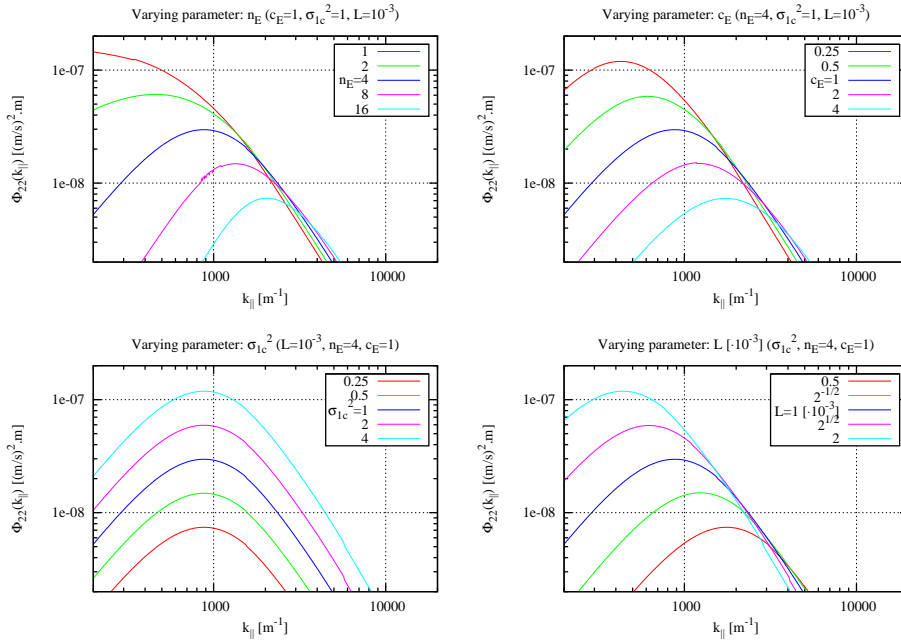 Varying parameter: n_E (c_E=1, σ_1c^2=1, L=10^-3)
1
2
n_E=4
8
16
1e-07
1e-08
Φ_22(k_||) [(m/s)^2.m]
1000
10000
k_|| [m^-1]
Varying parameter: c_E (n_E=4, σ_1c^2=1, L=10^-3)
0.25
0.5
c_E=1
2
4
1e-07
1e-08
Φ_22(k_||) [(m/s)^2.m]
1000
10000
k_|| [m^-1]
Varying parameter: σ_1c^2 (L=10^-3, n_E=4, c_E=1)
0.25
0.5
σ_1c^2=1
2
4
1e-07
1e-08
Φ_22(k_||) [(m/s)^2.m]
1000
10000
k_|| [m^-1]
Varying parameter: L [·10^-3] (σ_1c^2, n_E=4, c_E=1)
0.5
2^-1/2
L=1 [·10^-3]
2^1/2
2
1e-07
1e-08
Φ_22(k_||) [(m/s)^2.m]
1000
10000
k_|| [m^-1]